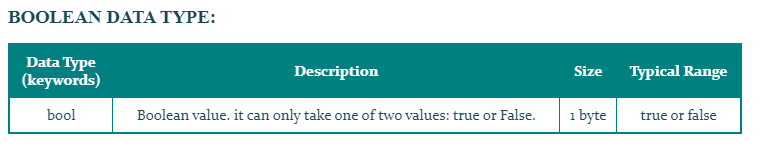 BOOLEAN DATA TYPE:
Data Type (keywords) Description Size Typical Range
bool Boolean value. it can only take one of two values: true or False. 1 byte true or false